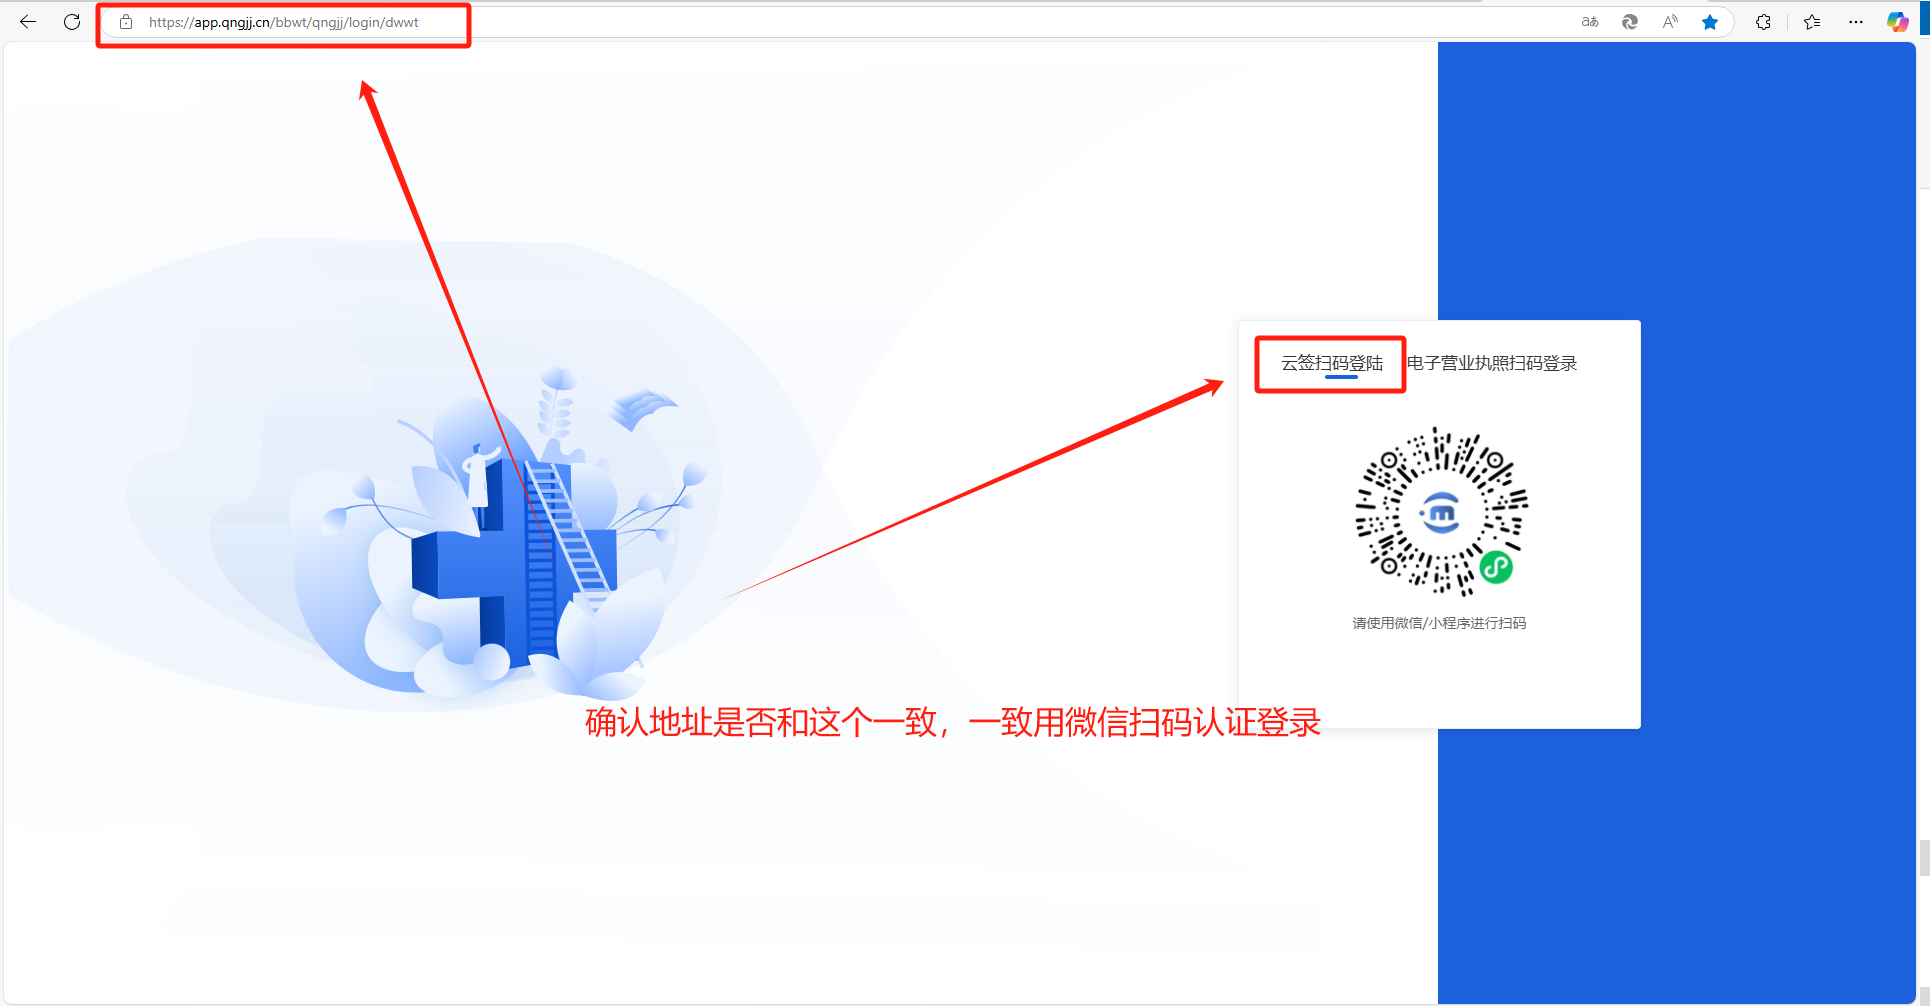 https://app.qngjj.cn/bbwt/qngjj/login/dwwt
云签扫码登陆 电子营业执照扫码登录
请使用微信/小程序进行扫码
确认地址是否和这个一致，一致用微信扫码认证登录